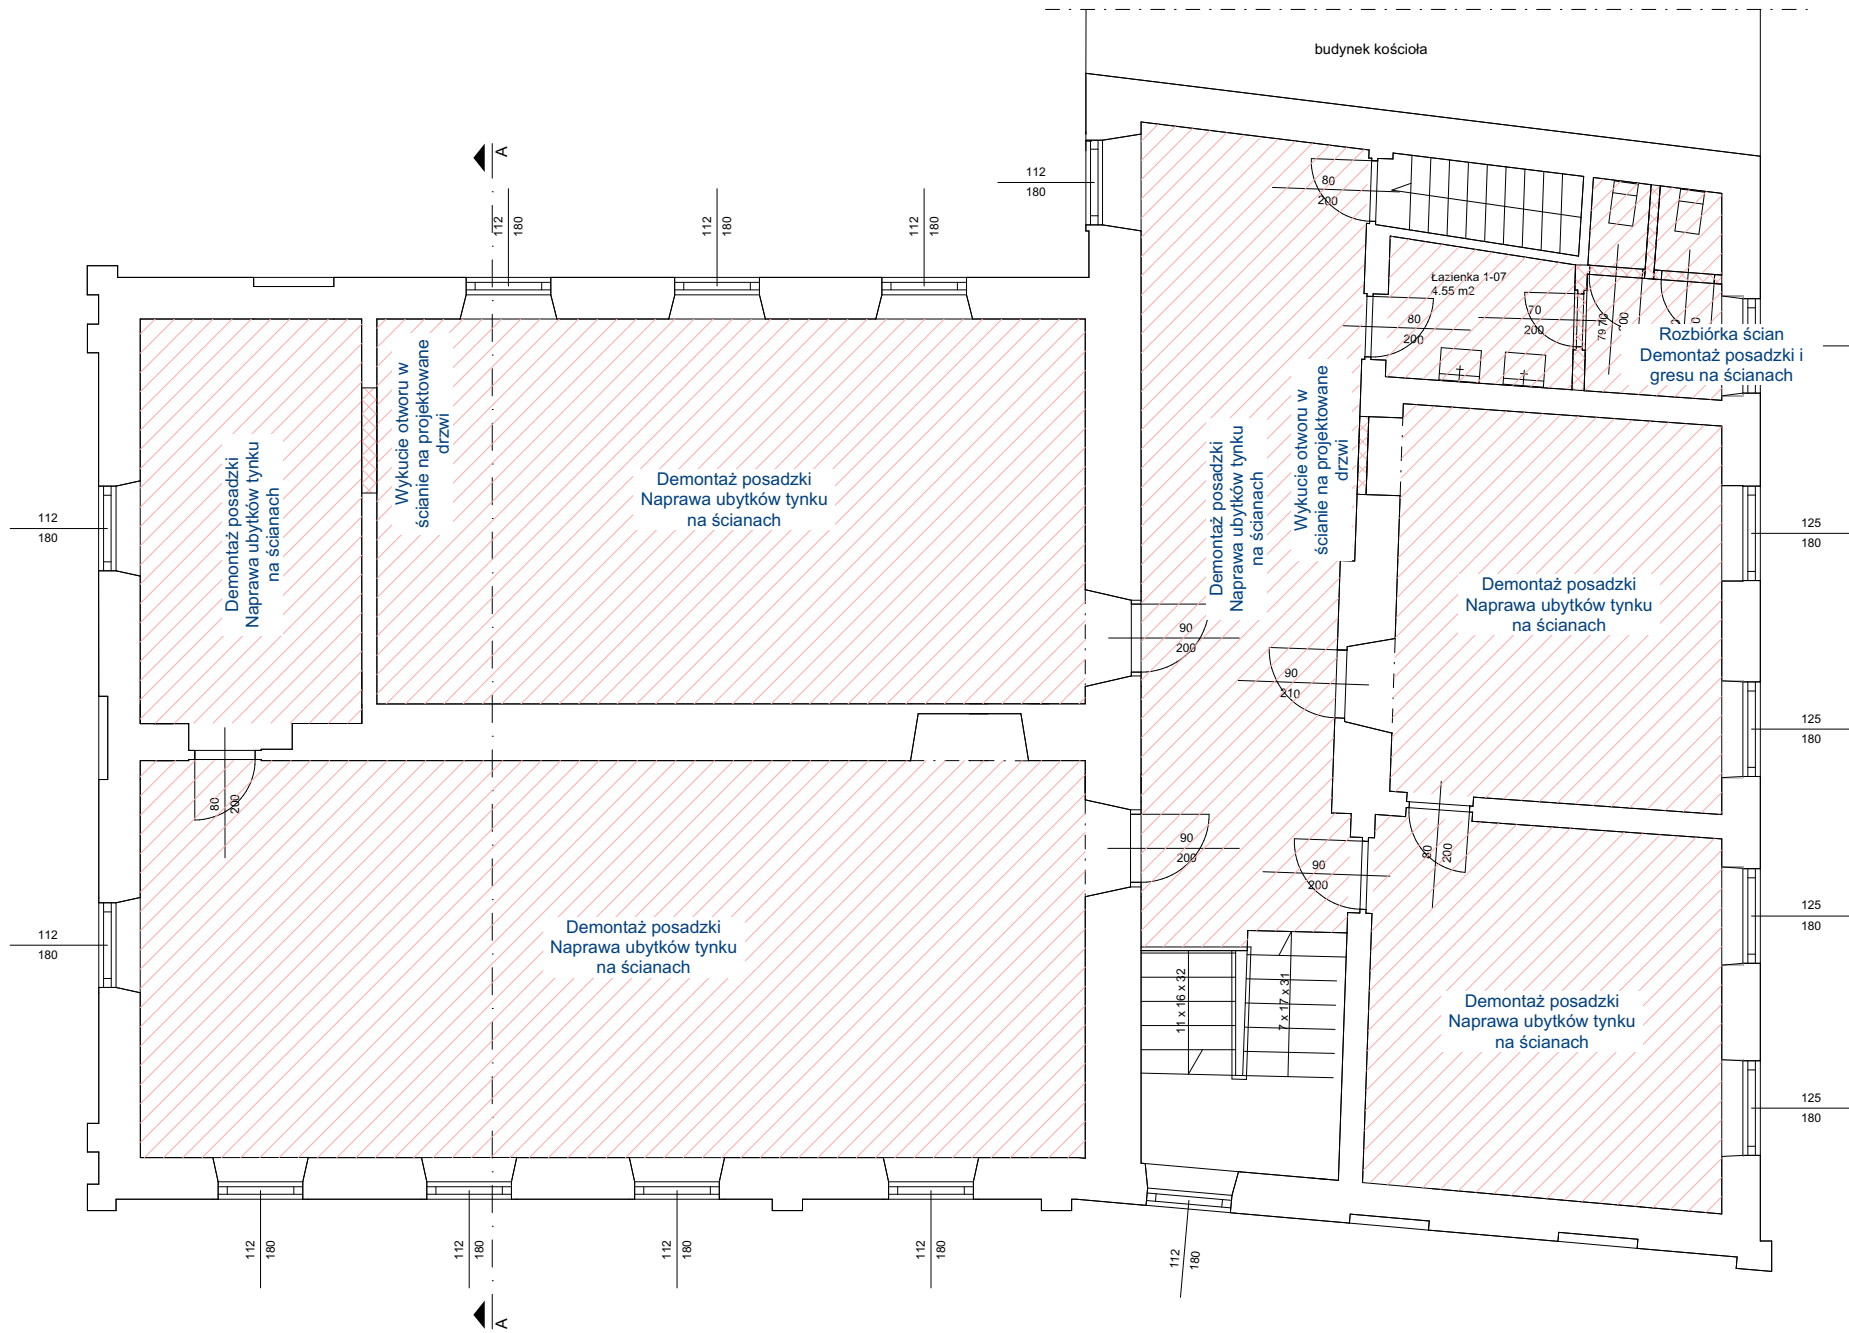 budynek kościoła
A
112
180
112
180
112
180
112
180
80
200
Łazienka 1-07
4.55 m2
80
200
70
200
79
70
Rozbiórka ścian
Demontaż posadzki i
gresu na ścianach
Wykucie otworu w
ścianie na projektowane
drzwi
Wykucie otworu w
ścianie na projektowane
drzwi
Demontaż posadzki
Naprawa ubytków tynku
na ścianach
Demontaż posadzki
Naprawa ubytków tynku
na ścianach
Demontaż posadzki
Naprawa ubytków tynku
na ścianach
112
180
125
180
Demontaż posadzki
Naprawa ubytków tynku
na ścianach
90
200
90
210
125
180
80
200
90
200
90
200
80
200
125
180
112
180
Demontaż posadzki
Naprawa ubytków tynku
na ścianach
11 x 16 x 32
7 x 17 x 31
Demontaż posadzki
Naprawa ubytków tynku
na ścianach
125
180
112
180
112
180
112
180
112
180
112
180
A